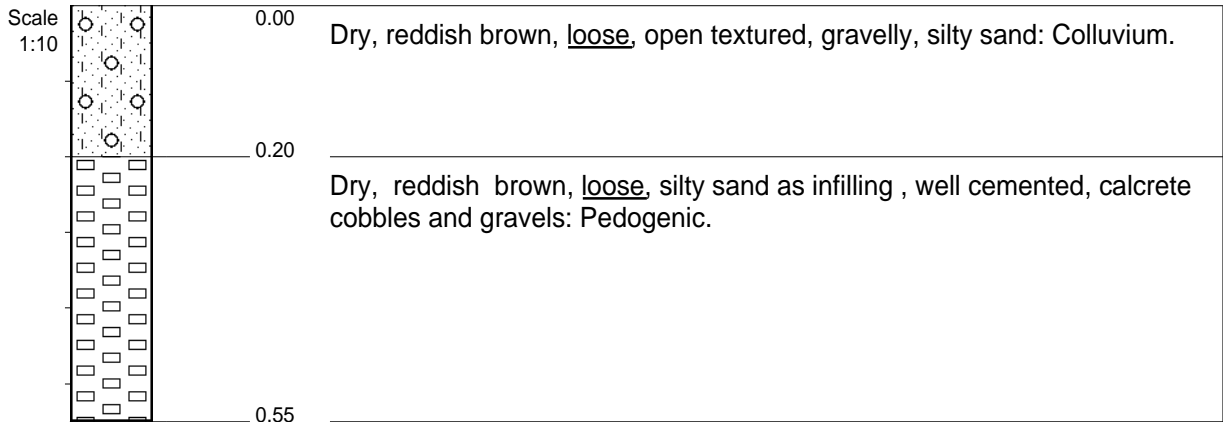 Scale
1:10
0.00
Dry, reddish brown, loose, open textured, gravelly, silty sand: Colluvium.
0.20
Dry, reddish brown, loose, silty sand as infilling , well cemented, calcrete
cobbles and gravels: Pedogenic.
0.55